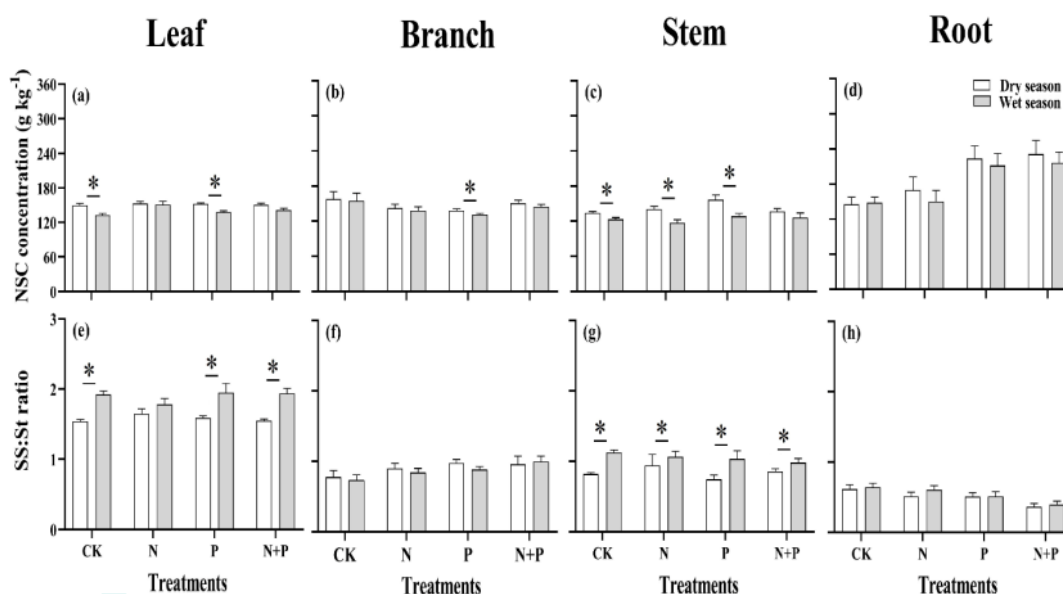 Leaf Branch Stem Root
NSC concentration (g kg⁻¹)
360
300
240
180
120
60
0
(a) (b) (c) (d)
Dry season
Wet season
* * * * * *
SS:St ratio
3
2
1
0
(e) (f) (g) (h)
* * * * * * *
CK N P N+P CK N P N+P CK N P N+P CK N P N+P
Treatments Treatments Treatments Treatments